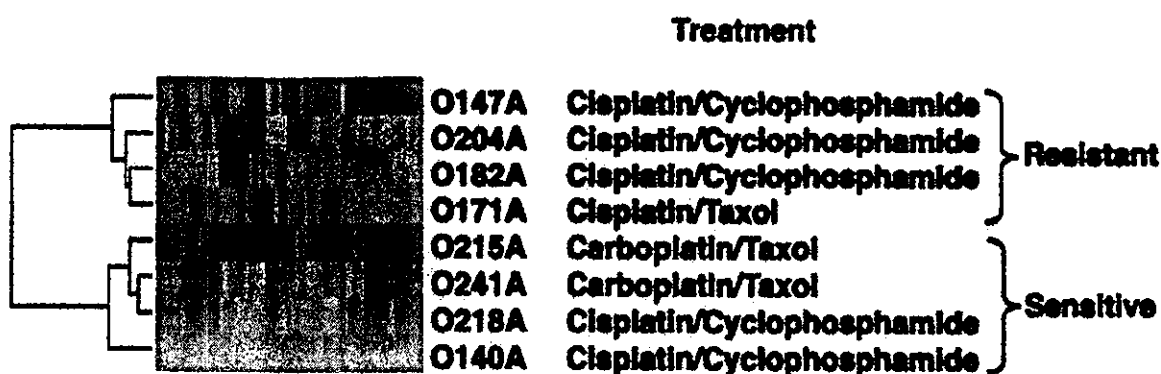 Treatment
O147A Cisplatin/Cyclophosphamide
O204A Cisplatin/Cyclophosphamide
O182A Cisplatin/Cyclophosphamide
O171A Cisplatin/Taxol
Resistant
O215A Carboplatin/Taxol
O241A Carboplatin/Taxol
O218A Cisplatin/Cyclophosphamide
O140A Cisplatin/Cyclophosphamide
Sensitive